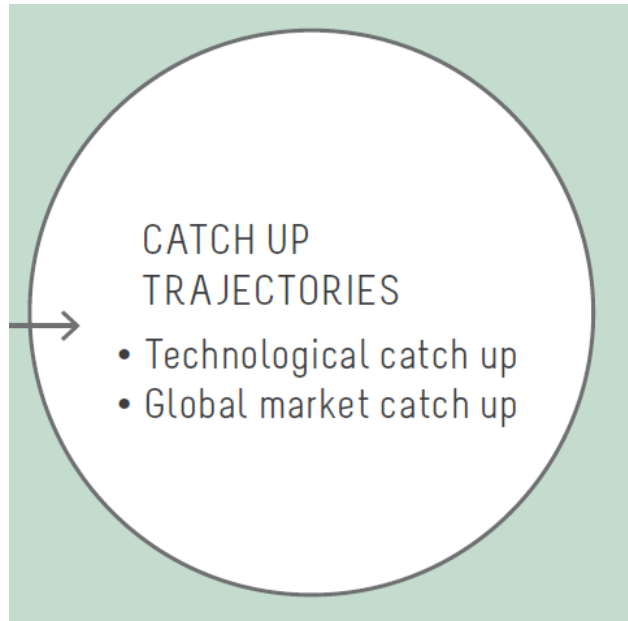 CATCH UP
TRAJECTORIES
• Technological catch up
• Global market catch up